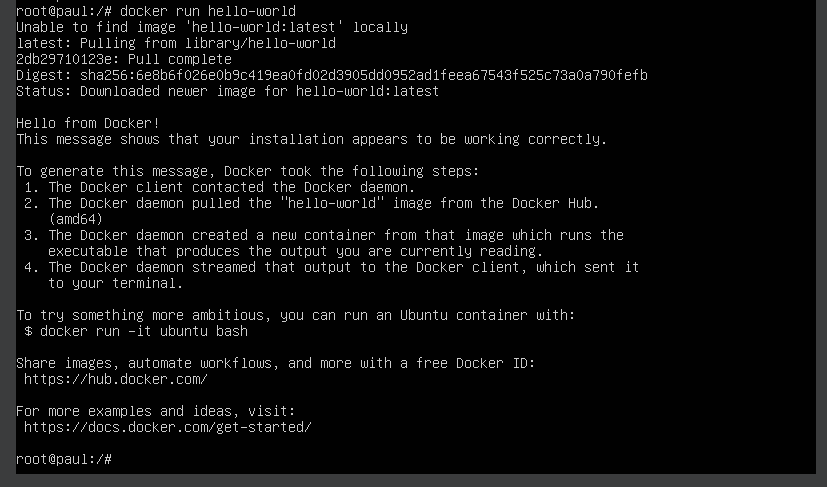 root@paul:/# docker run hello-world
Unable to find image 'hello-world:latest' locally
latest: Pulling from library/hello-world
2db29710123e: Pull complete
Digest: sha256:6e8b6f026e0b9c419ea0fd02d3905dd0952ad1feea67543f525c73a0a790fefb
Status: Downloaded newer image for hello-world:latest

Hello from Docker!
This message shows that your installation appears to be working correctly.

To generate this message, Docker took the following steps:
 1. The Docker client contacted the Docker daemon.
 2. The Docker daemon pulled the "hello-world" image from the Docker Hub.
    (amd64)
 3. The Docker daemon created a new container from that image which runs the
    executable that produces the output you are currently reading.
 4. The Docker daemon streamed that output to the Docker client, which sent it
    to your terminal.

To try something more ambitious, you can run an Ubuntu container with:
 $ docker run -it ubuntu bash

Share images, automate workflows, and more with a free Docker ID:
 https://hub.docker.com/

For more examples and ideas, visit:
 https://docs.docker.com/get-started/

root@paul:/#